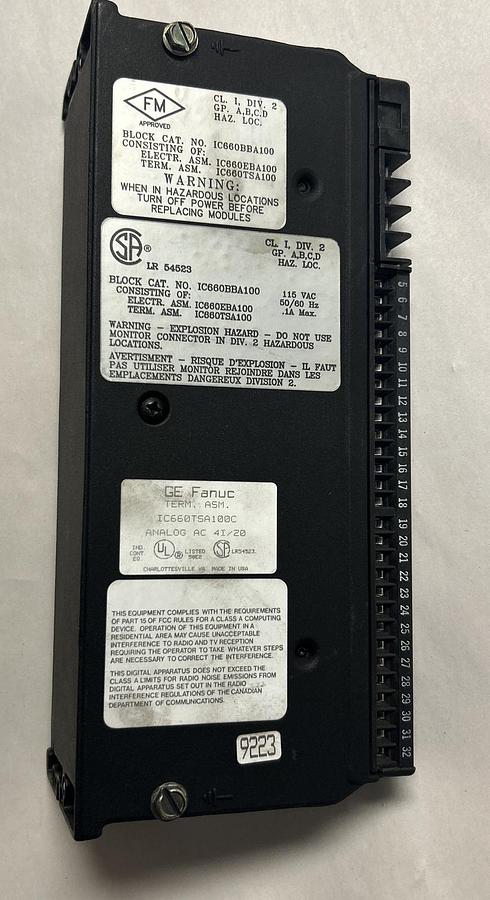 FM
APPROVED
CL. I, DIV. 2
GP. A,B,C,D
HAZ. LOC.
BLOCK CAT. NO. IC660BBA100
CONSISTING OF:
ELECTR. ASM. IC660EBA100
TERM. ASM. IC660TSA100
WARNING:
WHEN IN HAZARDOUS LOCATIONS
TURN OFF POWER BEFORE
REPLACING MODULES
SA ®
LR 54523
CL. I, DIV. 2
GP. A,B,C,D
HAZ. LOC.
BLOCK CAT. NO. IC660BBA100
CONSISTING OF:
ELECTR. ASM. IC660EBA100
TERM. ASM. IC660TSA100
115 VAC
50/60 Hz
.1A Max.
WARNING - EXPLOSION HAZARD - DO NOT USE
MONITOR CONNECTOR IN DIV. 2 HAZARDOUS
LOCATIONS.
AVERTISMENT - RISQUE D'EXPLOSION - IL FAUT
PAS UTILISER MONITOR REJOINDRE DANS LES
EMPLACEMENTS DANGEREUX DIVISION 2.
GE Fanuc
TERM. ASM.
IC660TSA100C
ANALOG AC 4I/2O
IND.
CONT.
EQ.
UL ® LISTED
SA LR54523.
CHARLOTTESVILLE VA MADE IN USA
THIS EQUIPMENT COMPLIES WITH THE REQUIREMENTS
OF PART 15 OF FCC RULES FOR A CLASS A COMPUTING
DEVICE. OPERATION OF THIS EQUIPMENT IN A
RESIDENTIAL AREA MAY CAUSE UNACCEPTABLE
INTERFERENCE TO RADIO AND TV RECEPTION
REQUIRING THE OPERATOR TO TAKE WHATEVER STEPS
ARE NECESSARY TO CORRECT THE INTERFERENCE.
THIS DIGITAL APPARATUS DOES NOT EXCEED THE
CLASS A LIMITS FOR RADIO NOISE EMISSIONS FROM
DIGITAL APPARATUS SET OUT IN THE RADIO
INTERFERENCE REGULATIONS OF THE CANADIAN
DEPARTMENT OF COMMUNICATIONS.
9223
5
6
7
8
9
10
11
12
13
14
15
16
17
18
19
20
21
22
23
24
25
26
27
28
29
30
31
32